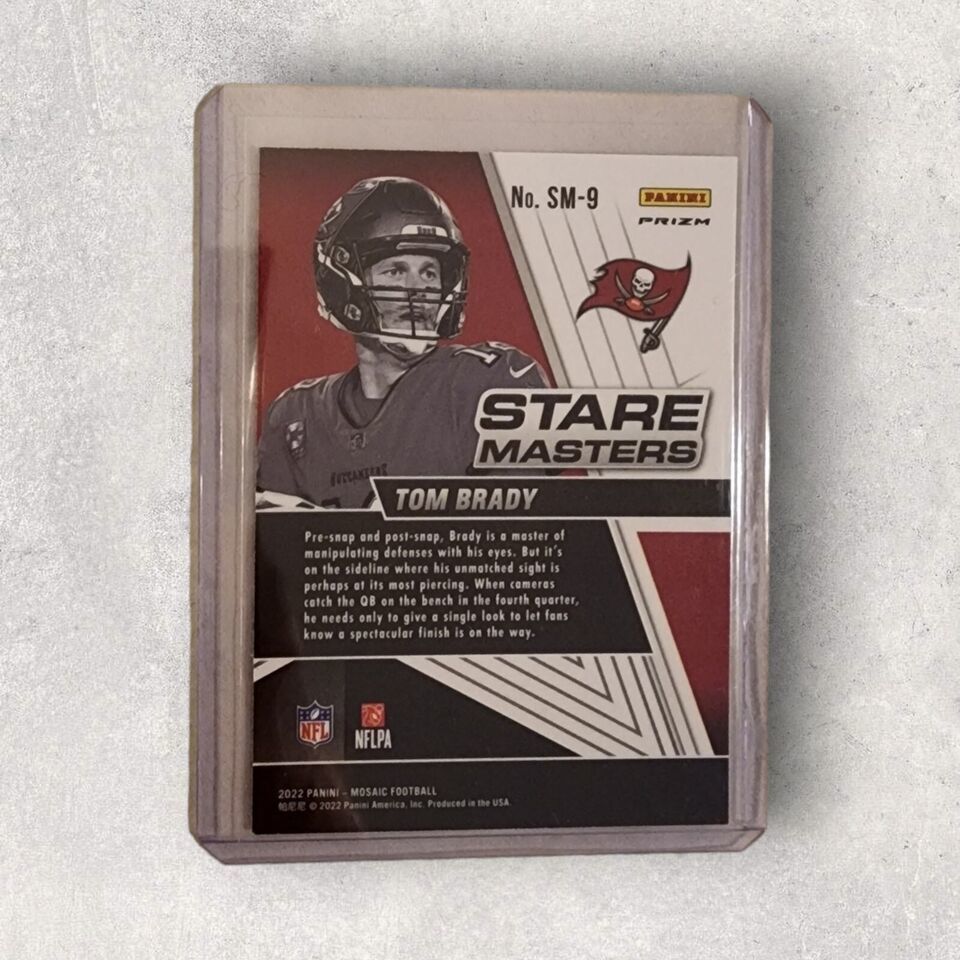 No. SM-9
PANINI
PRIZM
STARE
MASTERS
BUCCANEERS
TOM BRADY
Pre-snap and post-snap, Brady is a master of
manipulating defenses with his eyes. But it's
on the sideline where his unmatched sight is
perhaps at its most piercing. When cameras
catch the QB on the bench in the fourth quarter,
he needs only to give a single look to let fans
know a spectacular finish is on the way.
NFL
NFLPA
2022 PANINI – MOSAIC FOOTBALL
帕尼尼 © 2022 Panini America, Inc. Produced in the USA.